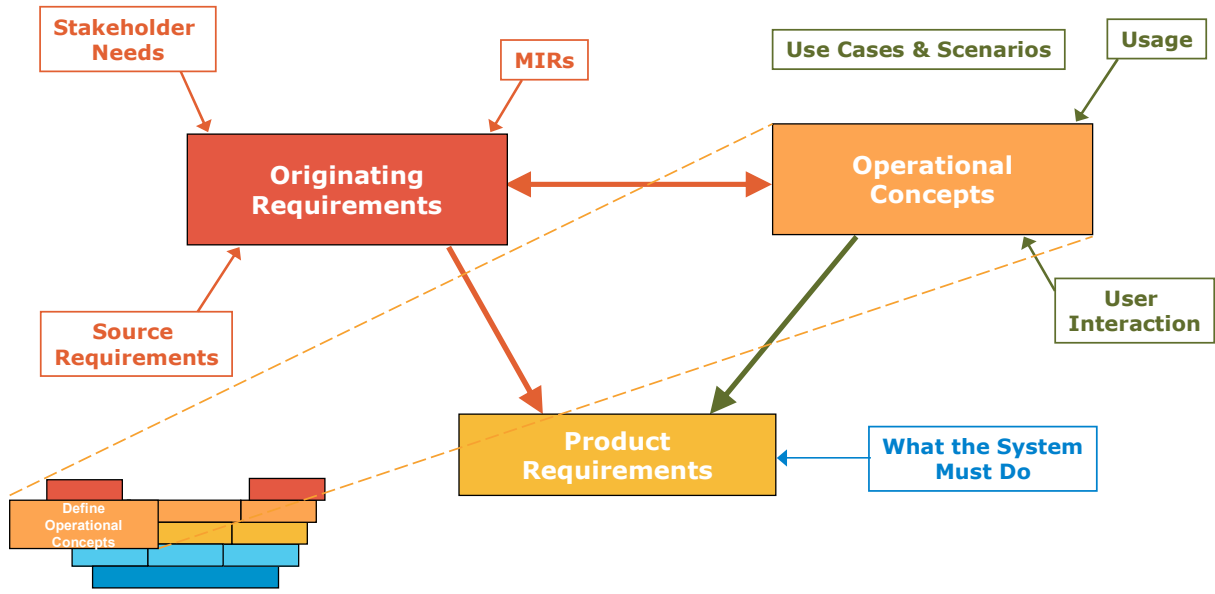 Stakeholder
Needs
MIRs
Use Cases & Scenarios
Usage
Originating
Requirements
Operational
Concepts
Source
Requirements
User
Interaction
Product
Requirements
What the System
Must Do
Define
Operational
Concepts